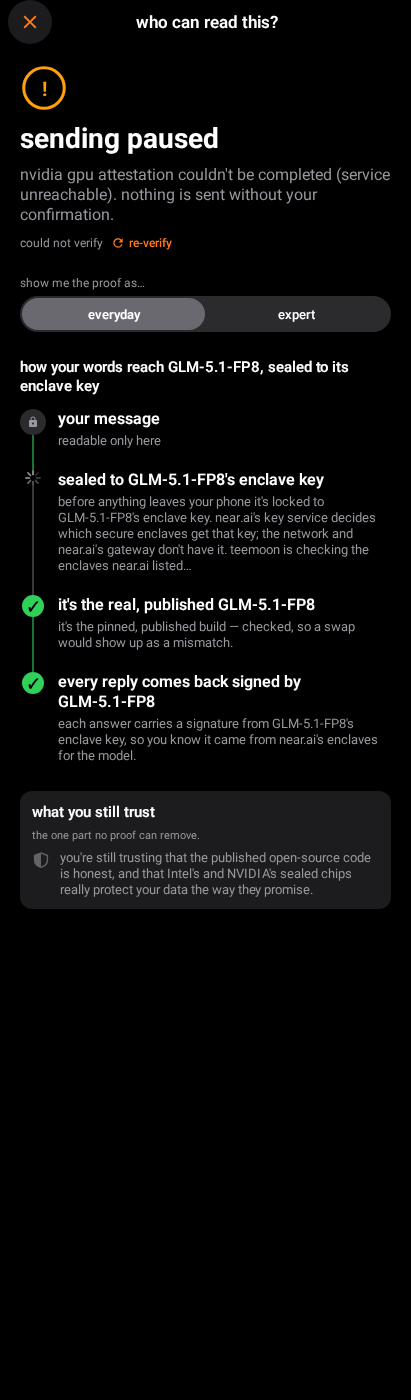 who can read this?
!
sending paused
nvidia gpu attestation couldn't be completed (service
unreachable). nothing is sent without your
confirmation.
could not verify re-verify
show me the proof as…
everyday expert
how your words reach GLM-5.1-FP8, sealed to its
enclave key
your message
readable only here
sealed to GLM-5.1-FP8's enclave key
before anything leaves your phone it's locked to
GLM-5.1-FP8's enclave key. near.ai's key service decides
which secure enclaves get that key; the network and
near.ai's gateway don't have it. teemoon is checking the
enclaves near.ai listed…
it's the real, published GLM-5.1-FP8
it's the pinned, published build — checked, so a swap
would show up as a mismatch.
every reply comes back signed by
GLM-5.1-FP8
each answer carries a signature from GLM-5.1-FP8's
enclave key, so you know it came from near.ai's enclaves
for the model.
what you still trust
the one part no proof can remove.
you're still trusting that the published open-source code
is honest, and that Intel's and NVIDIA's sealed chips
really protect your data the way they promise.